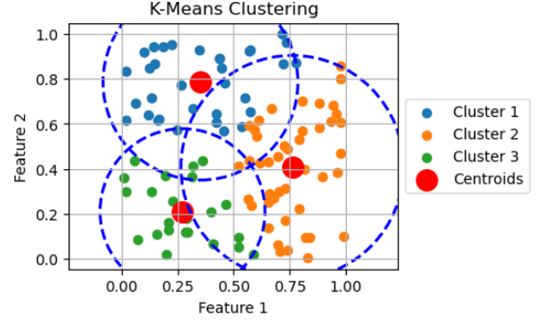 K-Means Clustering
1.0
0.8
0.6
0.4
0.2
0.0
Feature 2
0.00 0.25 0.50 0.75 1.00
Feature 1
Cluster 1
Cluster 2
Cluster 3
Centroids